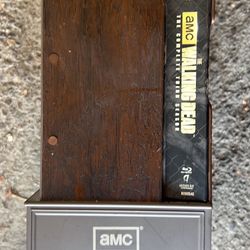 amc
THE
WALKING DEAD
THE COMPLETE THIRD SEASON
aMC